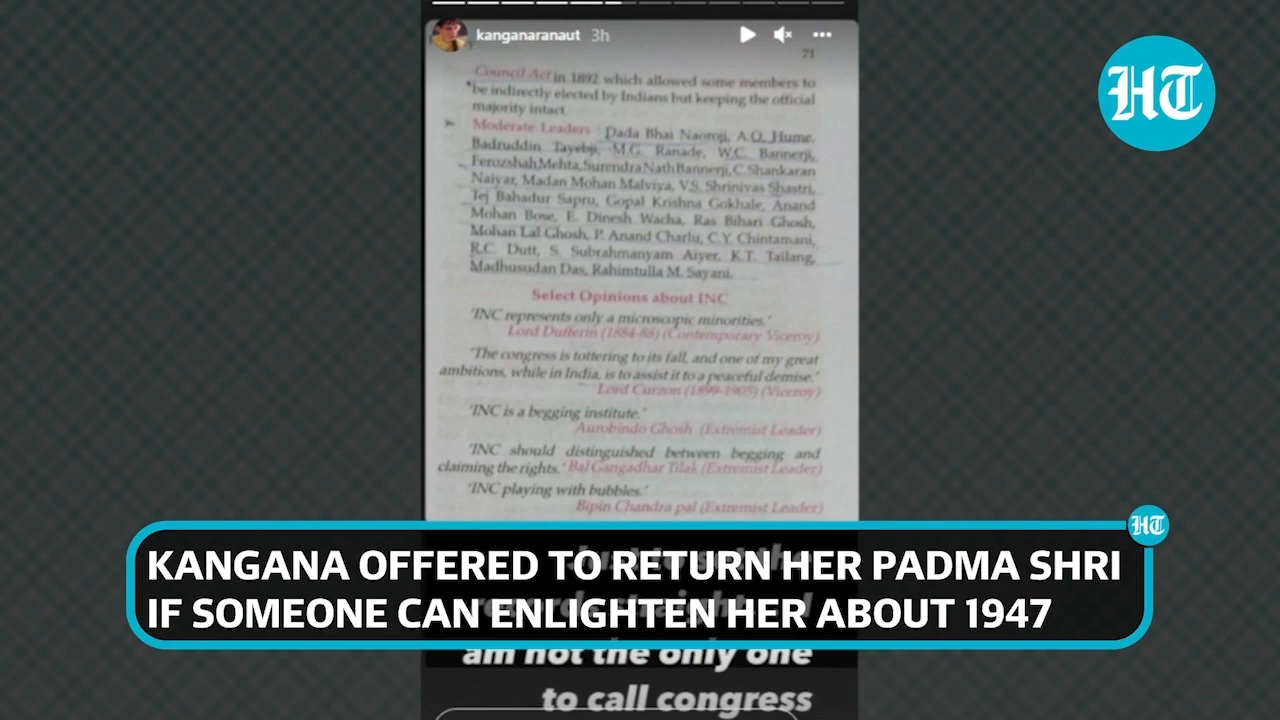 kanganaranaut 3h
HT
71
Council Act in 1892 which allowed some members to
be indirectly elected by Indians but keeping the official
majority intact.
➤ Moderate Leaders : Dada Bhai Naoroji, A.O. Hume,
Badruddin Tayebji, M.G. Ranade, W.C. Bannerji,
Ferozshah Mehta, Surendra Nath Bannerji, C. Shankaran
Naiyar, Madan Mohan Malviya, V.S. Shrinivas Shastri,
Tej Bahadur Sapru, Gopal Krishna Gokhale, Anand
Mohan Bose, E. Dinesh Wacha, Ras Bihari Ghosh,
Mohan Lal Ghosh, P. Anand Charlu, C.Y. Chintamani,
R.C. Dutt, S. Subrahmanyam Aiyer, K.T. Tailang,
Madhusudan Das, Rahimtulla M. Sayani.
Select Opinions about INC
'INC represents only a microscopic minorities.'
Lord Dufferin (1884-88) (Contemporary Viceroy)
'The congress is tottering to its fall, and one of my great
ambitions, while in India, is to assist it to a peaceful demise.'
Lord Curzon (1899-1905) (Viceroy)
'INC is a begging institute.'
Aurobindo Ghosh (Extremist Leader)
'INC should distinguished between begging and
claiming the rights.' Bal Gangadhar Tilak (Extremist Leader)
'INC playing with bubbles.'
Bipin Chandra pal (Extremist Leader)
HT
KANGANA OFFERED TO RETURN HER PADMA SHRI
IF SOMEONE CAN ENLIGHTEN HER ABOUT 1947
am not the only one
to call congress